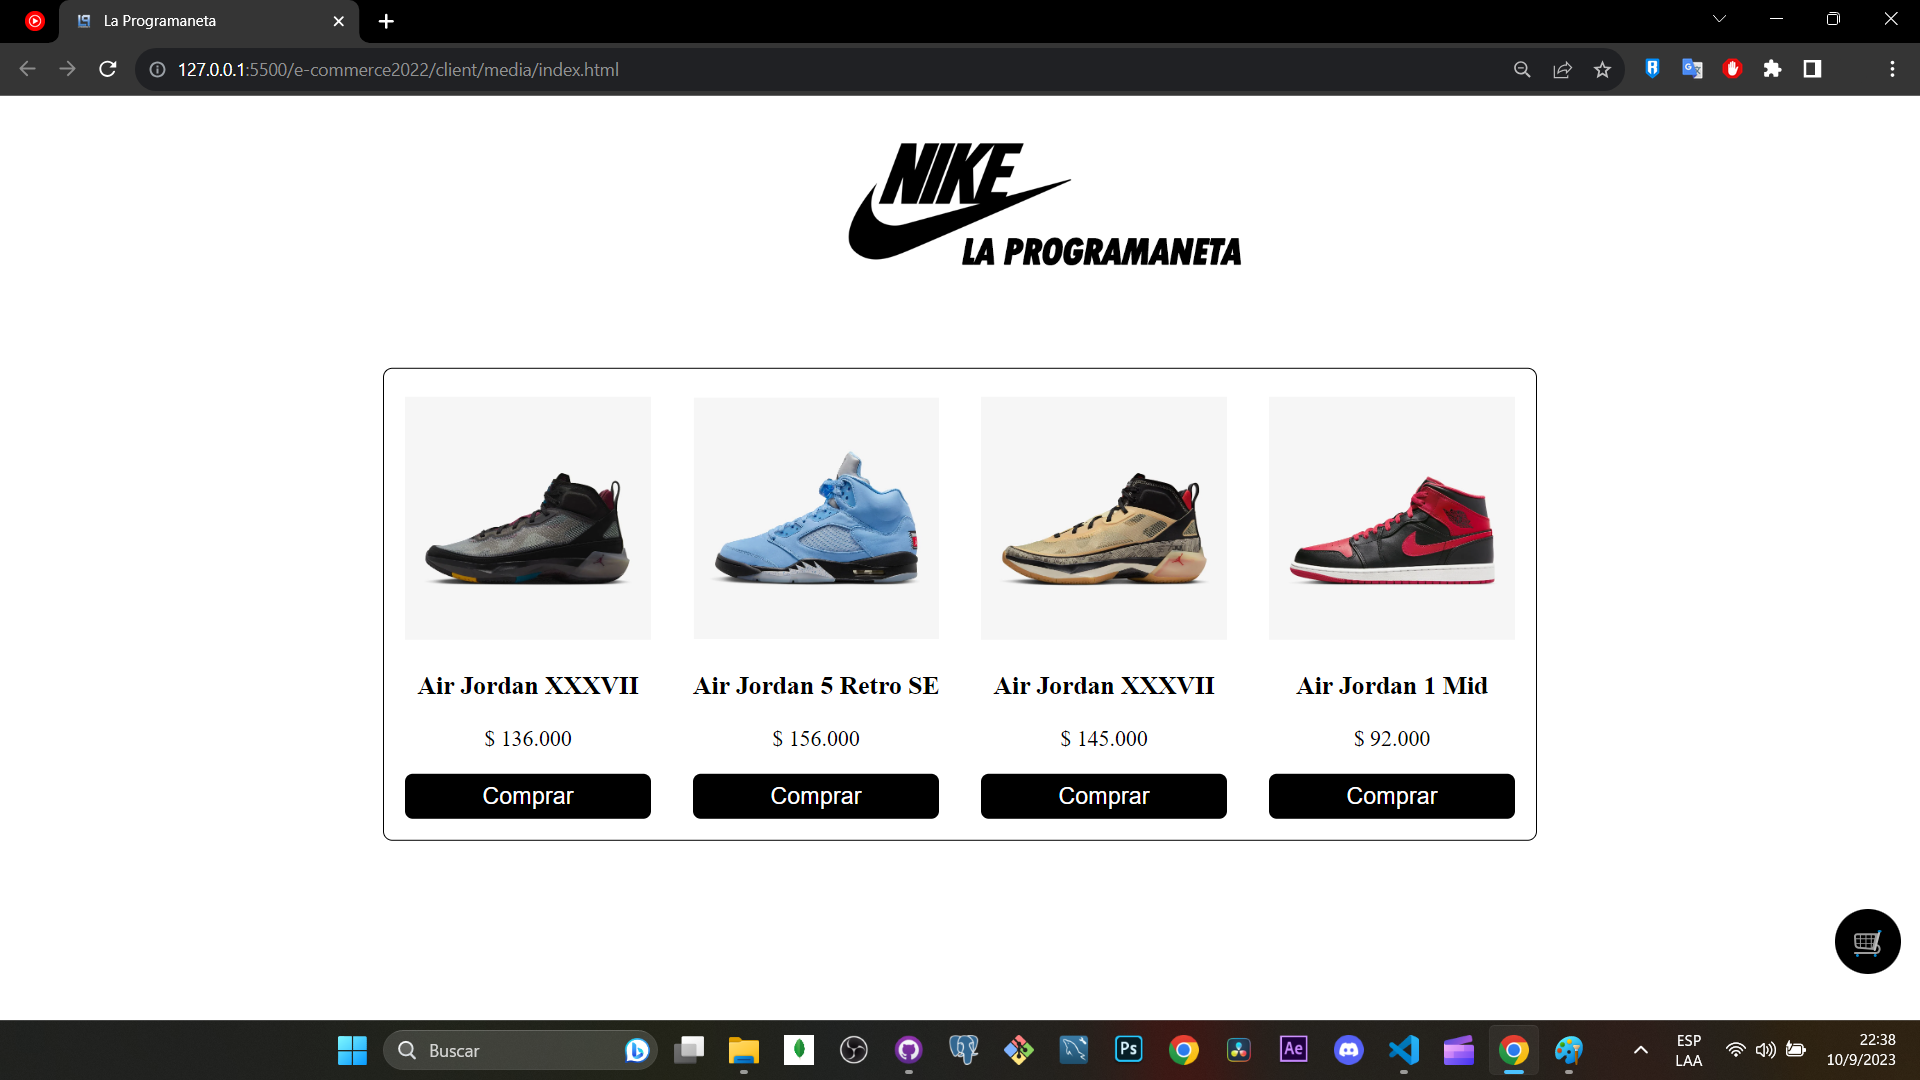 La Programaneta
127.0.0.1:5500/e-commerce2022/client/media/index.html
NIKE
LA PROGRAMANETA
Air Jordan XXXVII
Air Jordan 5 Retro SE
Air Jordan XXXVII
Air Jordan 1 Mid
$ 136.000
$ 156.000
$ 145.000
$ 92.000
Comprar
Comprar
Comprar
Comprar
Buscar
Ps
Ae
ESP
LAA
22:38
10/9/2023